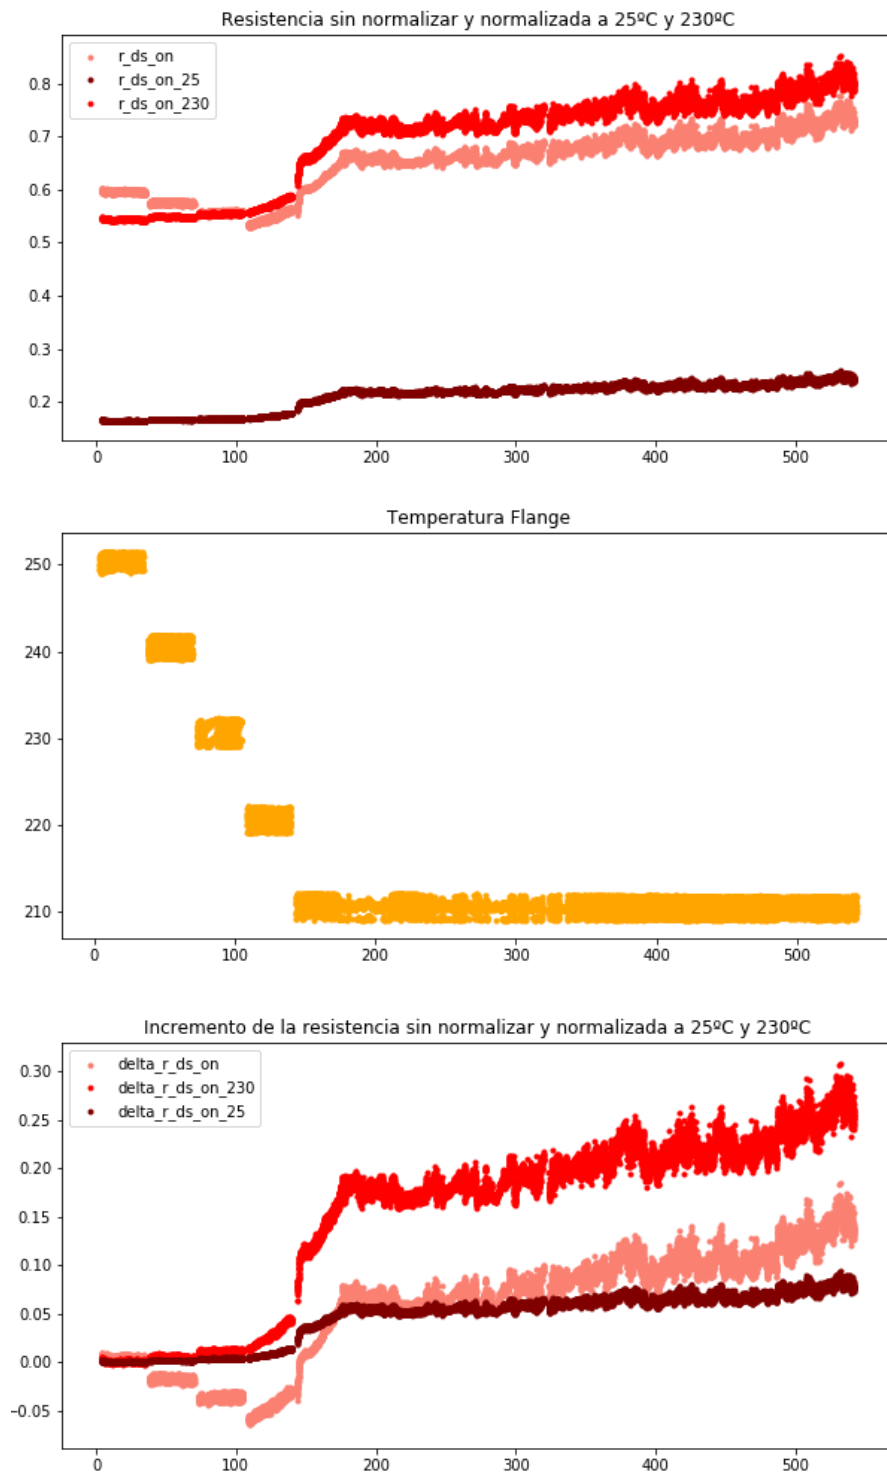 Resistencia sin normalizar y normalizada a 25ºC y 230ºC
r_ds_on
r_ds_on_25
r_ds_on_230
0.8
0.7
0.6
0.5
0.4
0.3
0.2
0 100 200 300 400 500
Temperatura Flange
250
240
230
220
210
0 100 200 300 400 500
Incremento de la resistencia sin normalizar y normalizada a 25ºC y 230ºC
delta_r_ds_on
delta_r_ds_on_230
delta_r_ds_on_25
0.30
0.25
0.20
0.15
0.10
0.05
0.00
−0.05
0 100 200 300 400 500